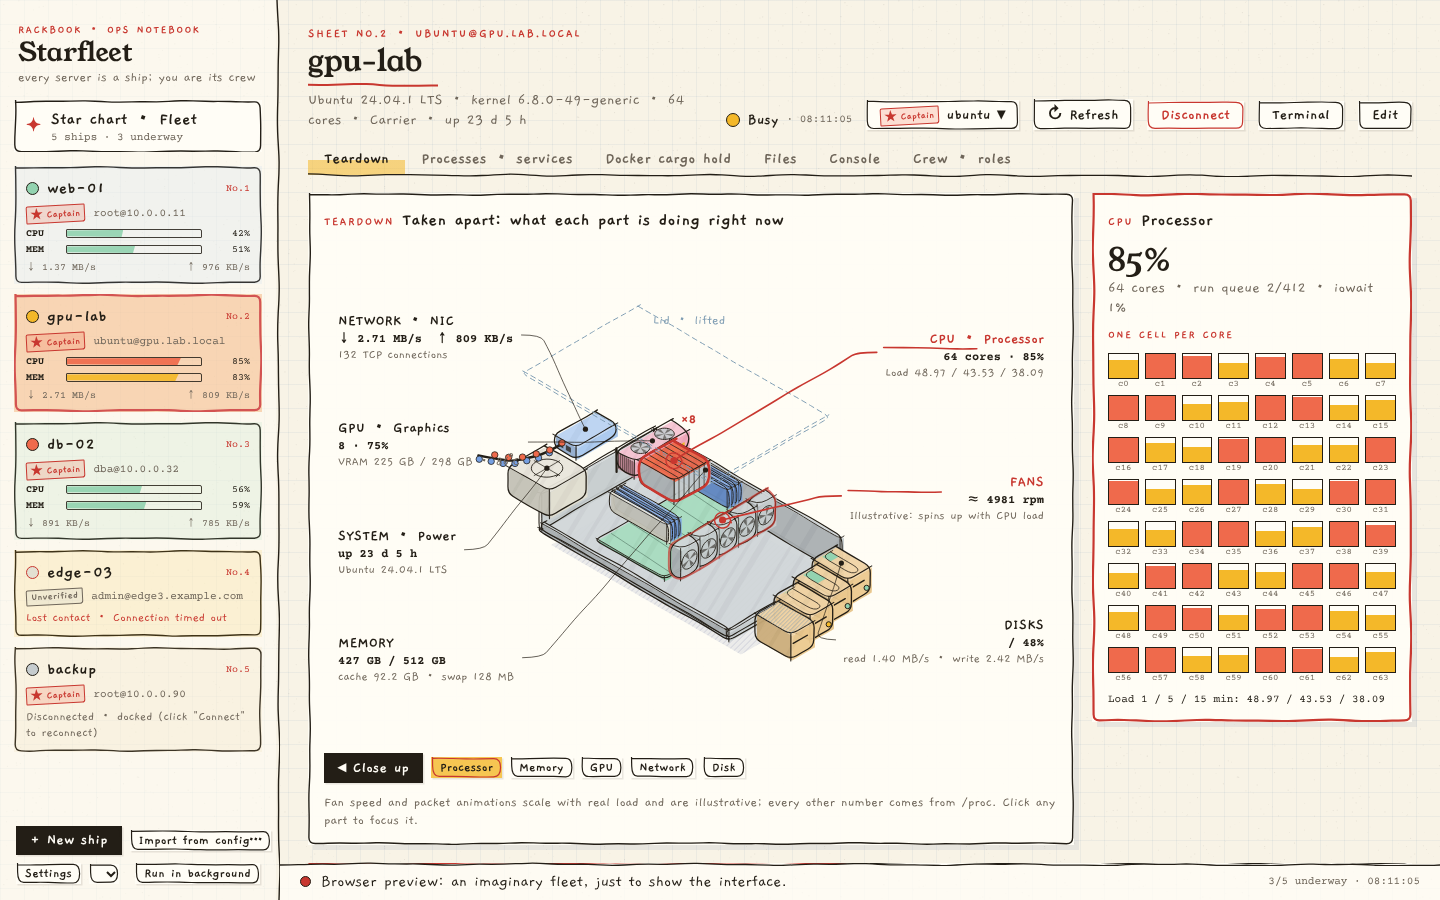 RACKBOOK • OPS NOTEBOOK
Starfleet
every server is a ship; you are its crew
Star chart • Fleet
5 ships · 3 underway
web-01 No.1
Captain root@10.0.0.11
CPU 42%
MEM 51%
↓ 1.37 MB/s ↑ 976 KB/s
gpu-lab No.2
Captain ubuntu@gpu.lab.local
CPU 85%
MEM 83%
↓ 2.71 MB/s ↑ 809 KB/s
db-02 No.3
Captain dba@10.0.0.32
CPU 56%
MEM 59%
↓ 891 KB/s ↑ 785 KB/s
edge-03 No.4
Unverified admin@edge3.example.com
Lost contact • Connection timed out
backup No.5
Captain root@10.0.0.90
Disconnected • docked (click "Connect"
to reconnect)
+ New ship
Import from config•••
Settings
Run in background
SHEET NO.2 • UBUNTU@GPU.LAB.LOCAL
gpu-lab
Ubuntu 24.04.1 LTS • kernel 6.8.0-49-generic • 64
cores • Carrier • up 23 d 5 h
Busy · 08:11:05
Captain ubuntu ▼
Refresh
Disconnect
Terminal
Edit
Teardown
Processes • services
Docker cargo hold
Files
Console
Crew • roles
TEARDOWN Taken apart: what each part is doing right now
Lid • lifted
NETWORK • NIC
↓ 2.71 MB/s ↑ 809 KB/s
132 TCP connections
GPU • Graphics
8 · 75%
VRAM 225 GB / 298 GB
SYSTEM • Power
up 23 d 5 h
Ubuntu 24.04.1 LTS
MEMORY
427 GB / 512 GB
cache 92.2 GB • swap 128 MB
×8
CPU • Processor
64 cores · 85%
Load 48.97 / 43.53 / 38.09
FANS
≈ 4981 rpm
Illustrative: spins up with CPU load
DISKS
/ 48%
read 1.40 MB/s • write 2.42 MB/s
◀ Close up
Processor
Memory
GPU
Network
Disk
Fan speed and packet animations scale with real load and are illustrative; every other number comes from /proc. Click any
part to focus it.
CPU Processor
85%
64 cores • run queue 2/412 • iowait
1%
ONE CELL PER CORE
c0 c1 c2 c3 c4 c5 c6 c7
c8 c9 c10 c11 c12 c13 c14 c15
c16 c17 c18 c19 c20 c21 c22 c23
c24 c25 c26 c27 c28 c29 c30 c31
c32 c33 c34 c35 c36 c37 c38 c39
c40 c41 c42 c43 c44 c45 c46 c47
c48 c49 c50 c51 c52 c53 c54 c55
c56 c57 c58 c59 c60 c61 c62 c63
Load 1 / 5 / 15 min: 48.97 / 43.53 / 38.09
Browser preview: an imaginary fleet, just to show the interface.
3/5 underway · 08:11:05